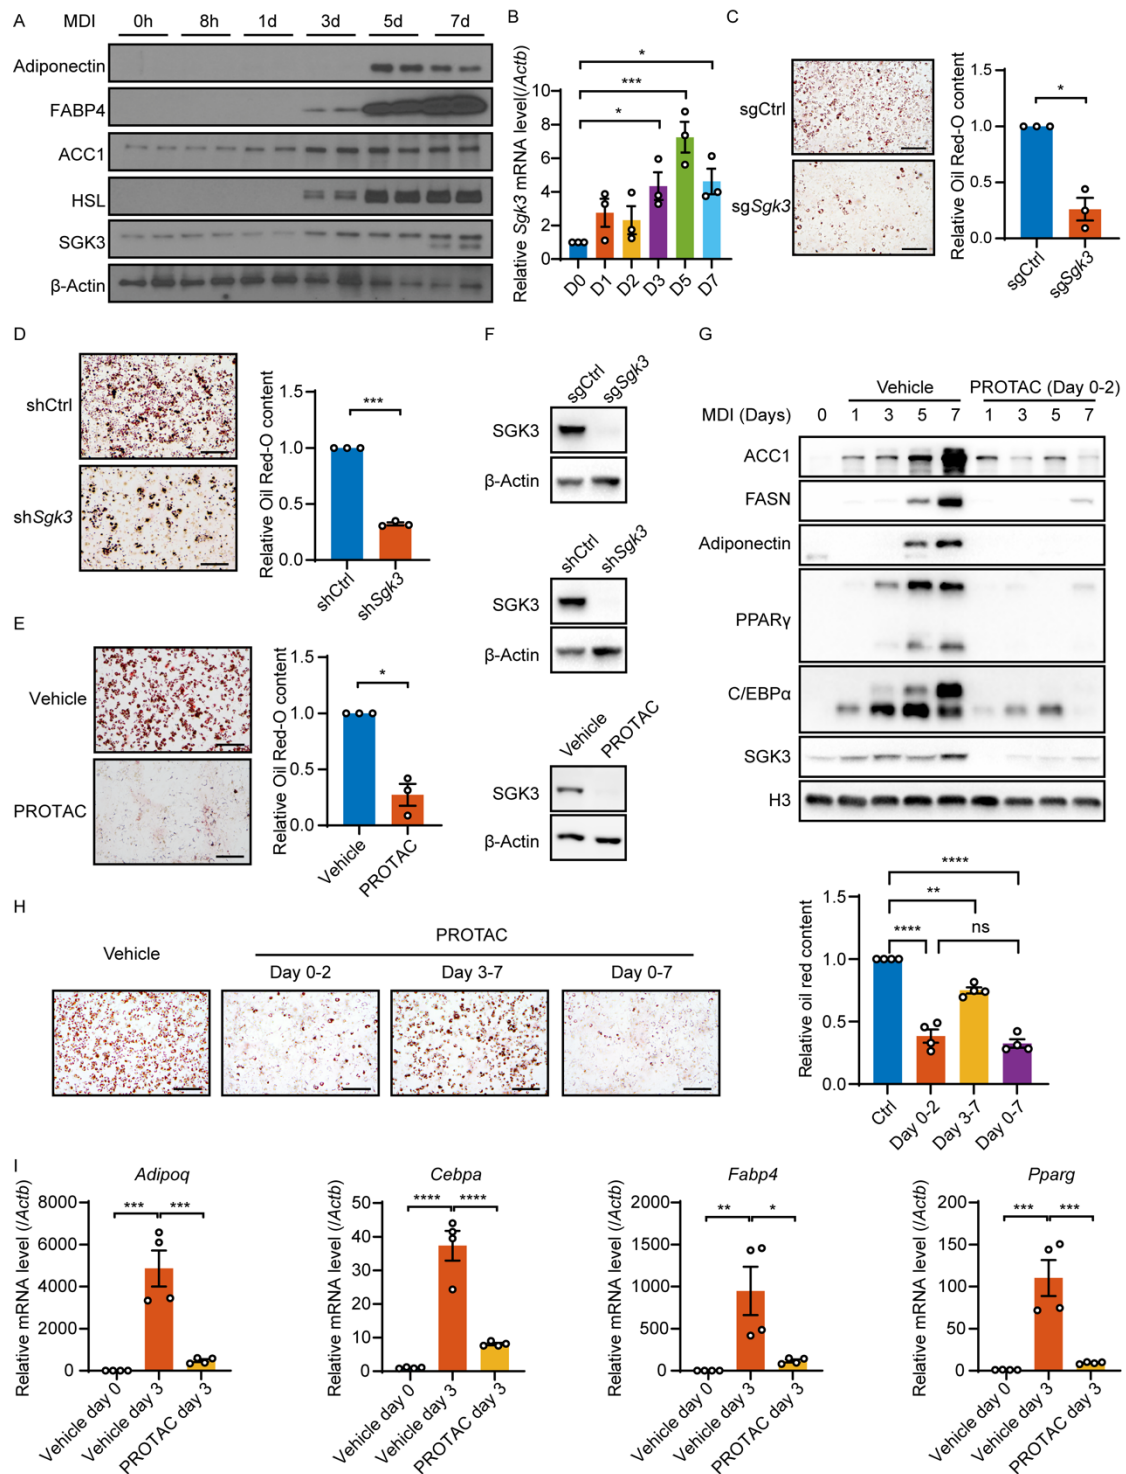 A
MDI 0h 8h 1d 3d 5d 7d
Adiponectin
FABP4
ACC1
HSL
SGK3
β-Actin
B
Relative Sgk3 mRNA level(/Actb)
10
8
6
4
2
0
*
***
*
D0 D1 D2 D3 D5 D7
C
sgCtrl
sgSgk3
Relative Oil Red-O content
1.5
1.0
0.5
0.0
*
sgCtrl sgSgk3
D
shCtrl
shSgk3
Relative Oil Red-O content
1.5
1.0
0.5
0.0
***
shCtrl shSgk3
E
Vehicle
PROTAC
Relative Oil Red-O content
1.5
1.0
0.5
0.0
*
Vehicle PROTAC
F
sgCtrl sgSgk3
SGK3
β-Actin
shCtrl shSgk3
SGK3
β-Actin
Vehicle PROTAC
SGK3
β-Actin
G
Vehicle PROTAC (Day 0-2)
MDI (Days) 0 1 3 5 7 1 3 5 7
ACC1
FASN
Adiponectin
PPARγ
C/EBPα
SGK3
H3
H
Vehicle
PROTAC
Day 0-2 Day 3-7 Day 0-7
Relative oil red content
1.5
1.0
0.5
0.0
****
**
**** ns
Ctrl Day 0-2 Day 3-7 Day 0-7
I
Adipoq
Relative mRNA level (/Actb)
8000
6000
4000
2000
0
*** ***
Vehicle day 0 Vehicle day 3 PROTAC day 3
Cebpa
Relative mRNA level (/Actb)
50
40
30
20
10
0
**** ****
Vehicle day 0 Vehicle day 3 PROTAC day 3
Fabp4
Relative mRNA level (/Actb)
2000
1500
1000
500
0
** *
Vehicle day 0 Vehicle day 3 PROTAC day 3
Pparg
Relative mRNA level (/Actb)
200
150
100
50
0
*** ***
Vehicle day 0 Vehicle day 3 PROTAC day 3